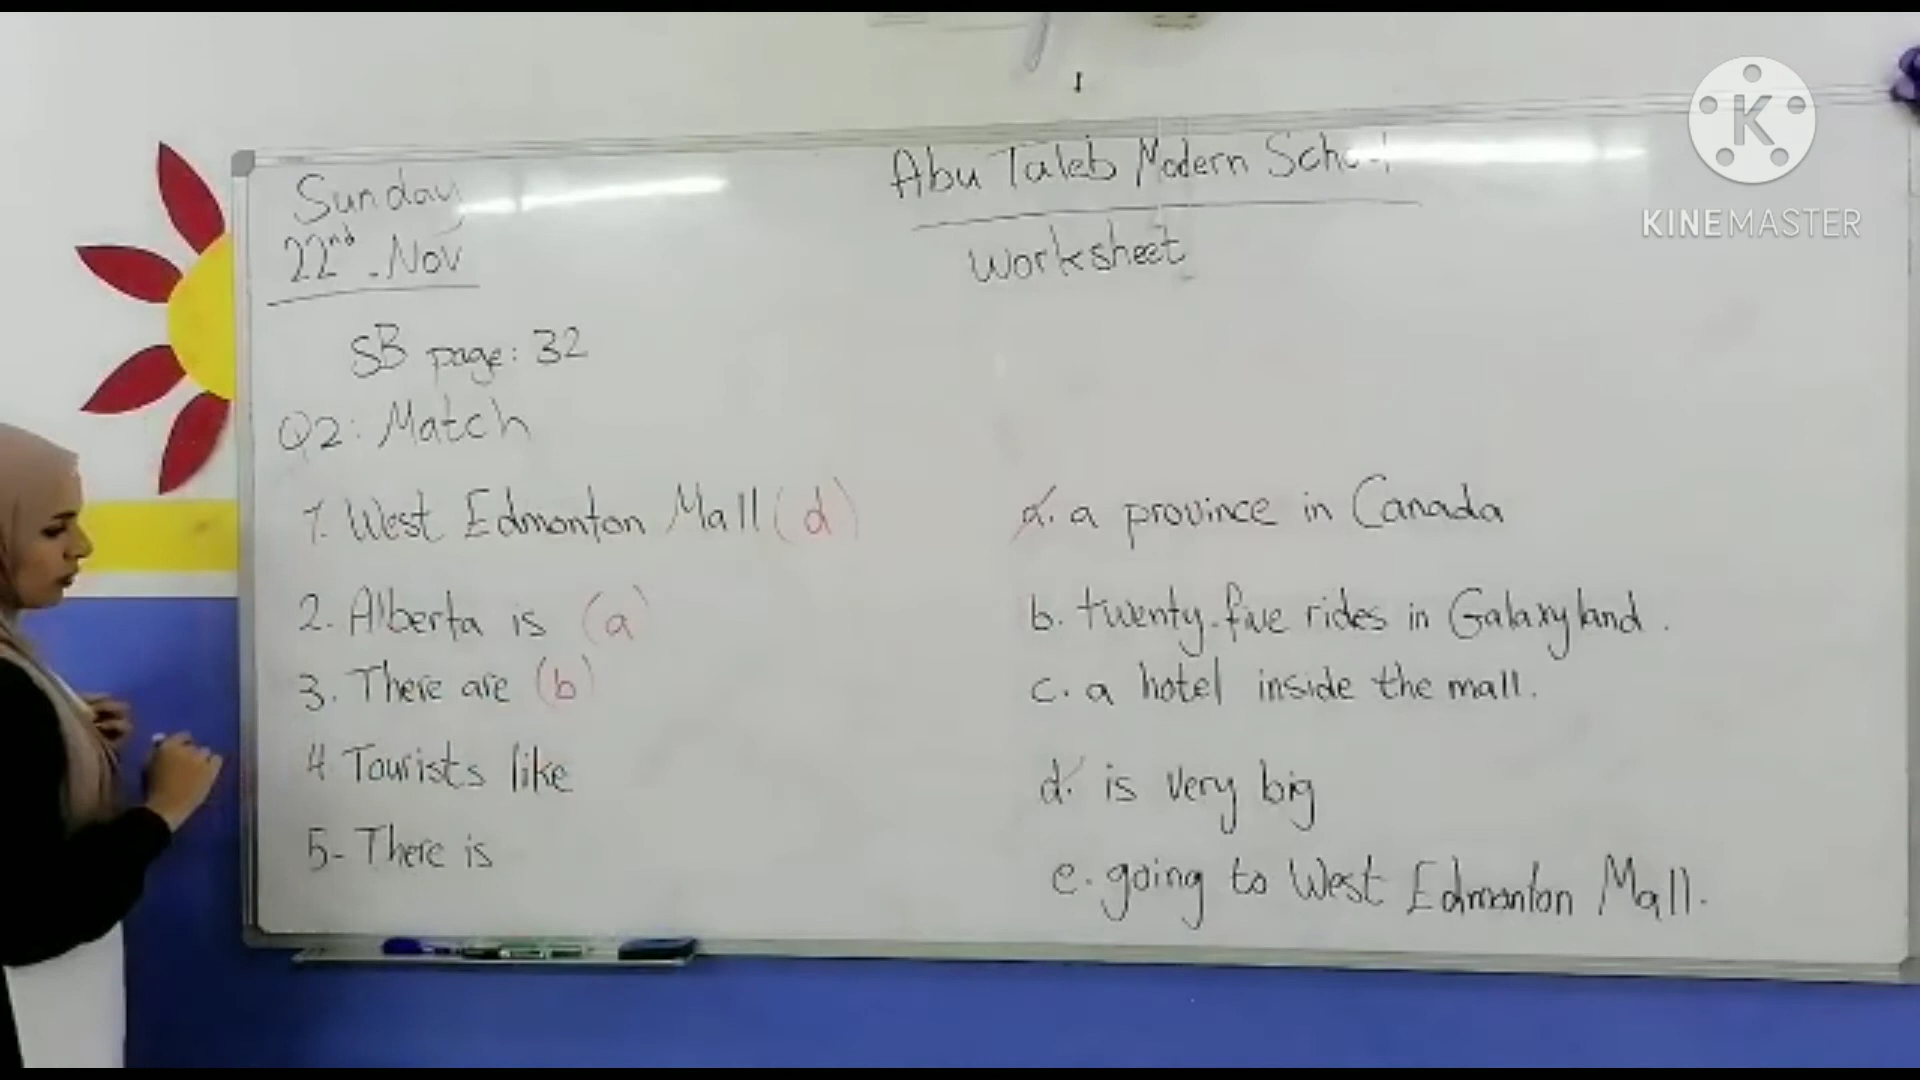 Sunday
22nd. Nov
Abu Taleb Modern School
Worksheet
SB page: 32
Q2: Match
1. West Edmonton Mall (d)
a. a province in Canada
2. Alberta is (a)
b. twenty-five rides in Galaxyland.
3. There are (b)
c. a hotel inside the mall.
4. Tourists like
d. is very big
5- There is
e. going to West Edmonton Mall.
K
KINEMASTER